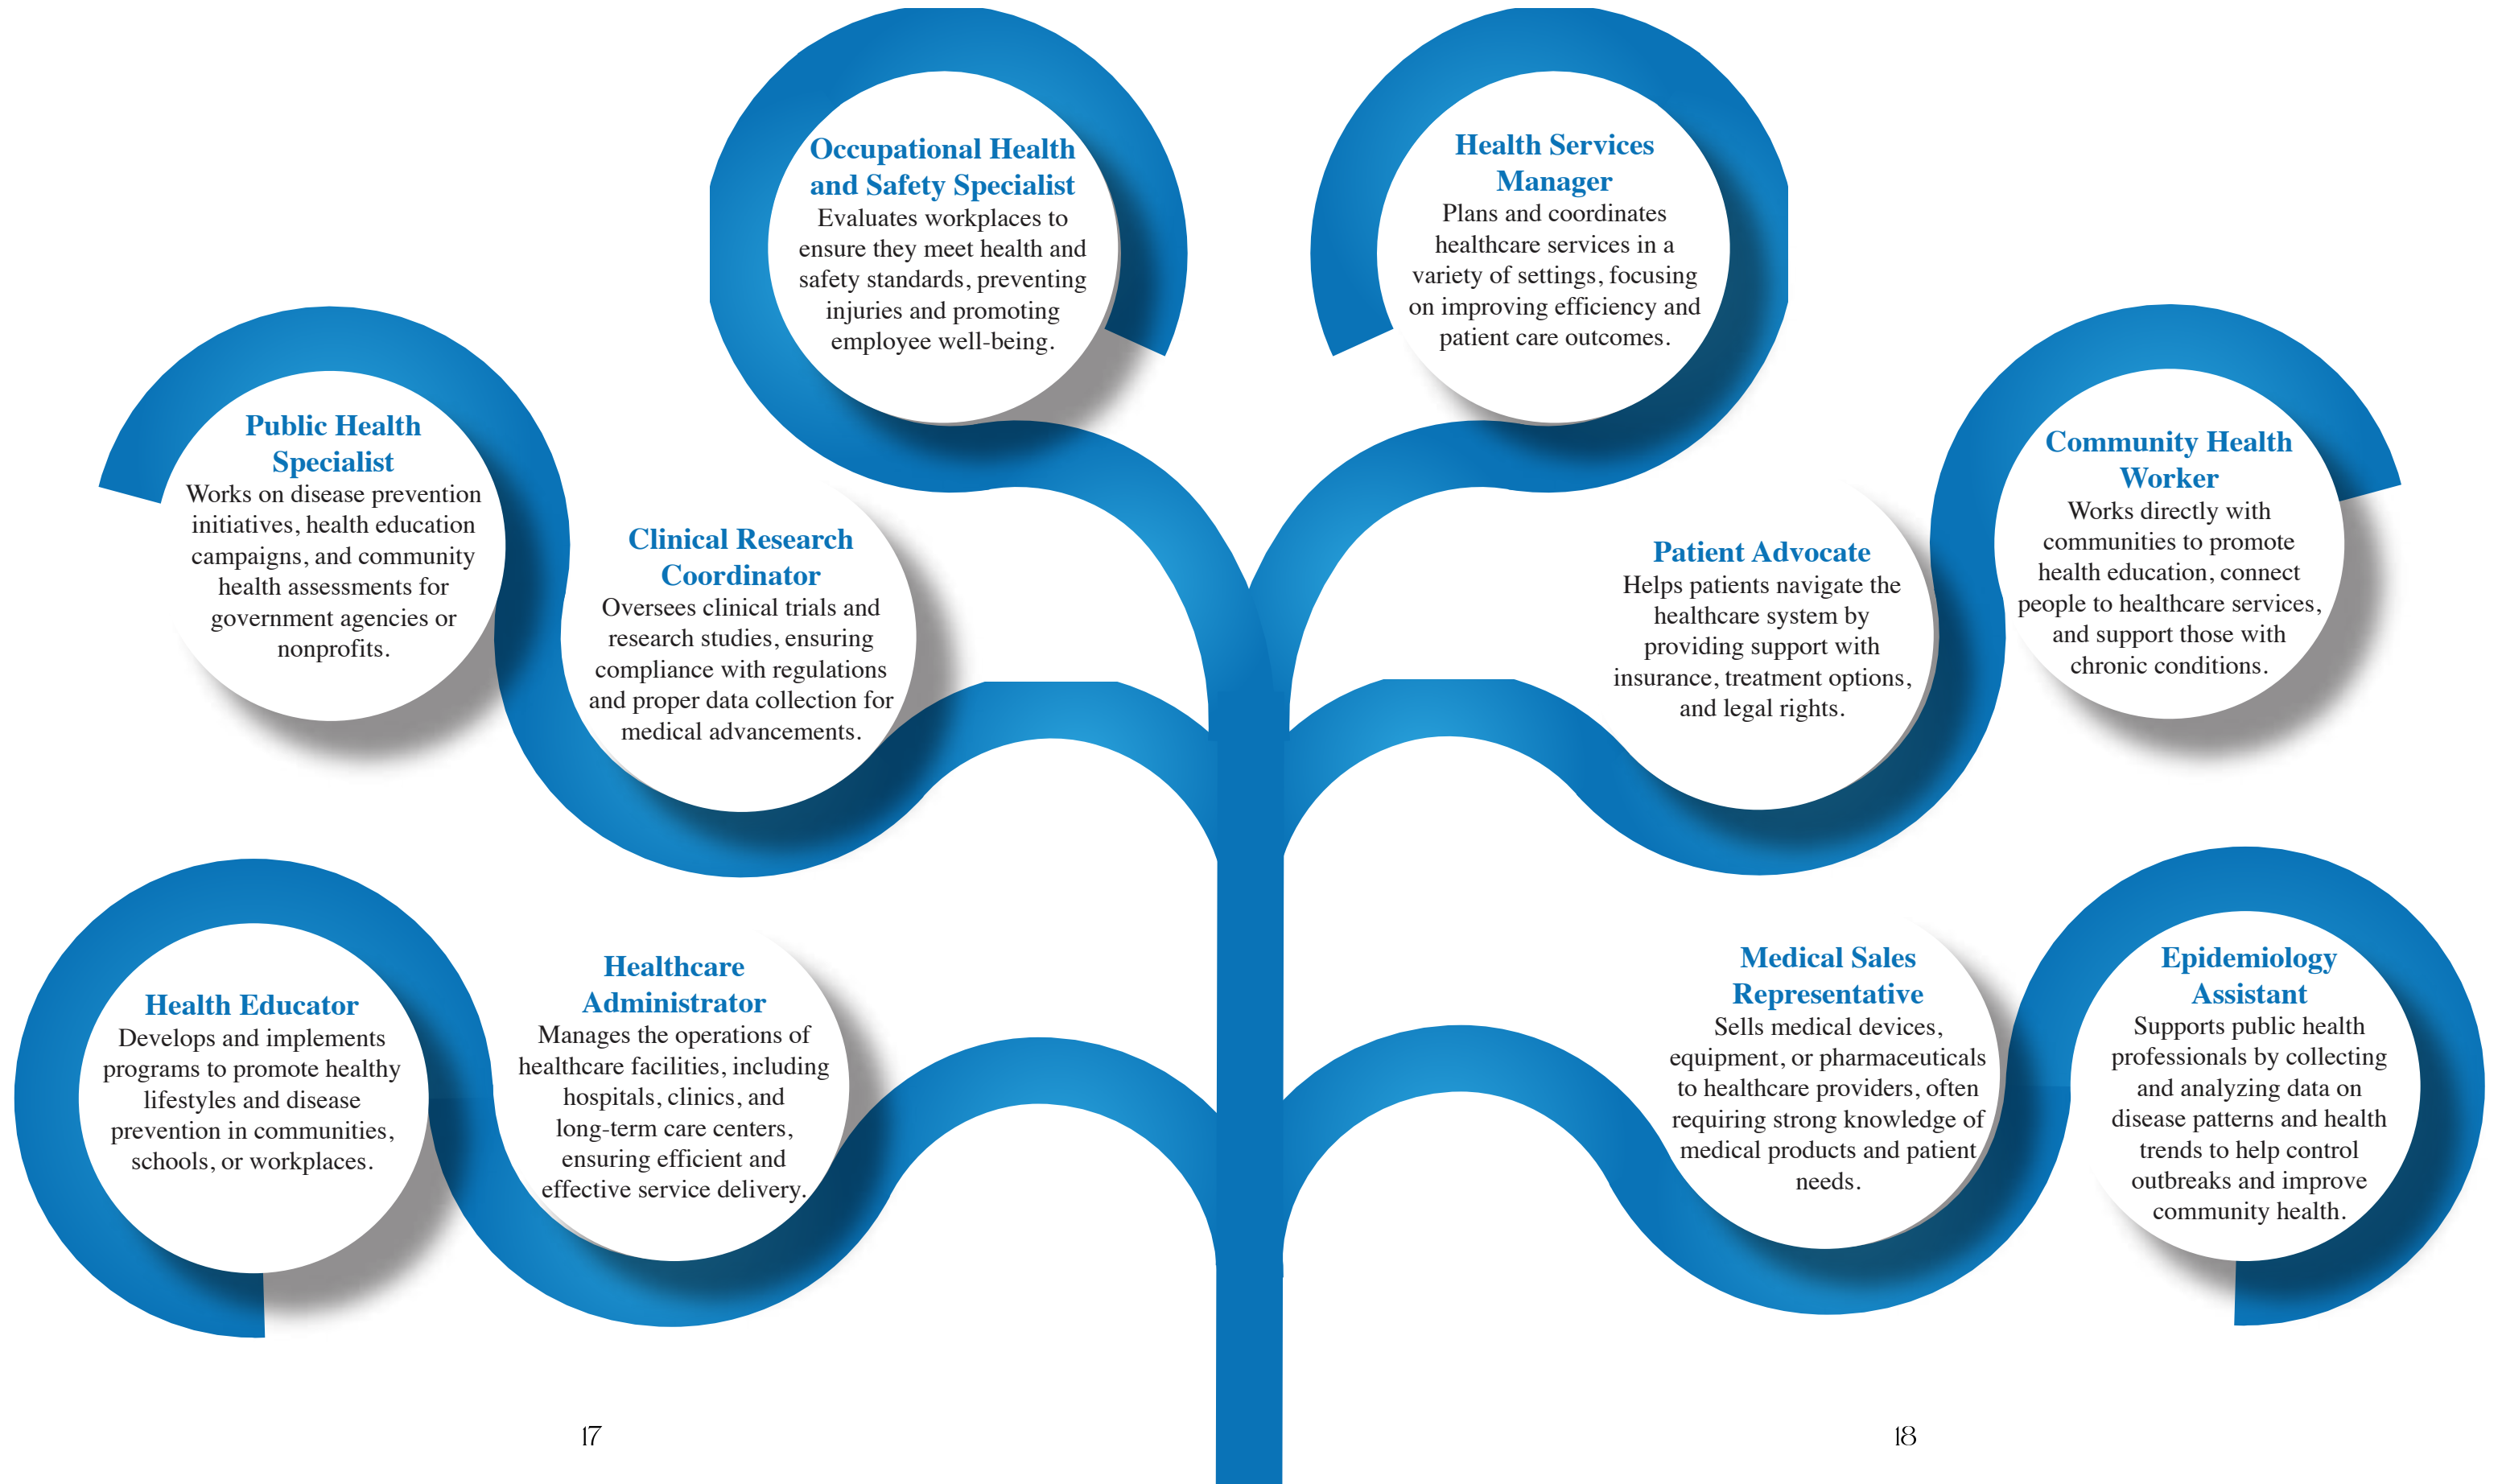 Occupational Health
and Safety Specialist
Evaluates workplaces to
ensure they meet health and
safety standards, preventing
injuries and promoting
employee well-being.
Health Services
Manager
Plans and coordinates
healthcare services in a
variety of settings, focusing
on improving efficiency and
patient care outcomes.
Public Health
Specialist
Works on disease prevention
initiatives, health education
campaigns, and community
health assessments for
government agencies or
nonprofits.
Clinical Research
Coordinator
Oversees clinical trials and
research studies, ensuring
compliance with regulations
and proper data collection for
medical advancements.
Patient Advocate
Helps patients navigate the
healthcare system by
providing support with
insurance, treatment options,
and legal rights.
Community Health
Worker
Works directly with
communities to promote
health education, connect
people to healthcare services,
and support those with
chronic conditions.
Health Educator
Develops and implements
programs to promote healthy
lifestyles and disease
prevention in communities,
schools, or workplaces.
Healthcare
Administrator
Manages the operations of
healthcare facilities, including
hospitals, clinics, and
long-term care centers,
ensuring efficient and
effective service delivery.
Medical Sales
Representative
Sells medical devices,
equipment, or pharmaceuticals
to healthcare providers, often
requiring strong knowledge of
medical products and patient
needs.
Epidemiology
Assistant
Supports public health
professionals by collecting
and analyzing data on
disease patterns and health
trends to help control
outbreaks and improve
community health.
17
18